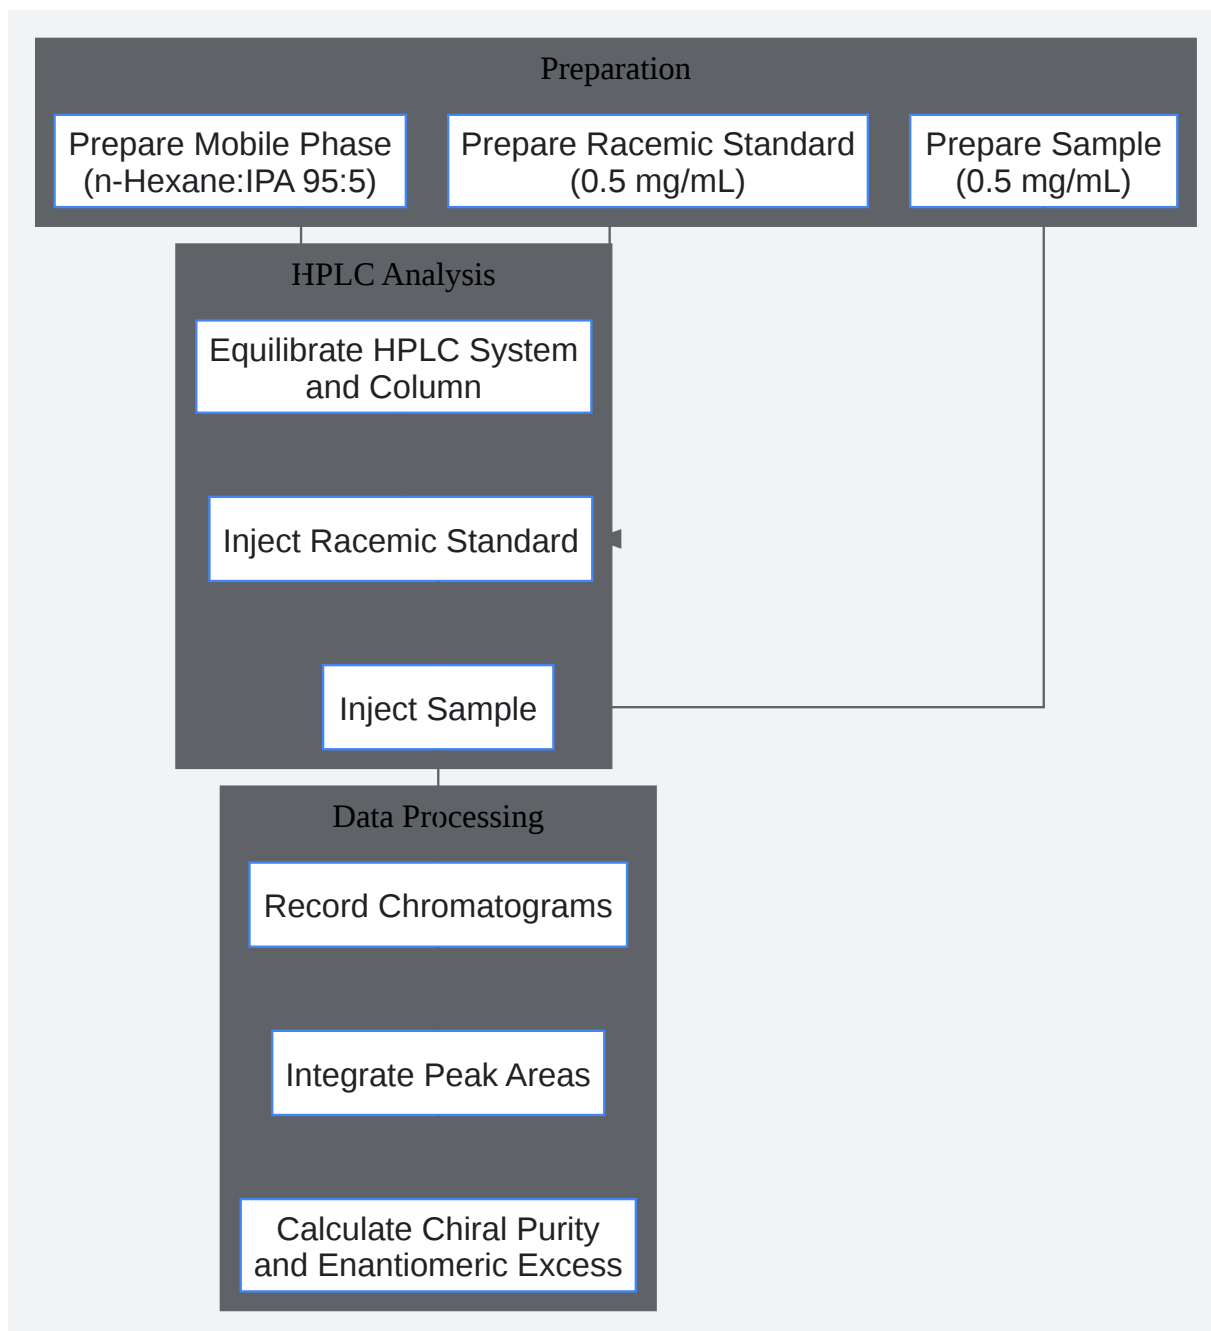 Preparation
Prepare Mobile Phase
(n-Hexane:IPA 95:5)
Prepare Racemic Standard
(0.5 mg/mL)
Prepare Sample
(0.5 mg/mL)
HPLC Analysis
Equilibrate HPLC System
and Column
Inject Racemic Standard
Inject Sample
Data Processing
Record Chromatograms
Integrate Peak Areas
Calculate Chiral Purity
and Enantiomeric Excess